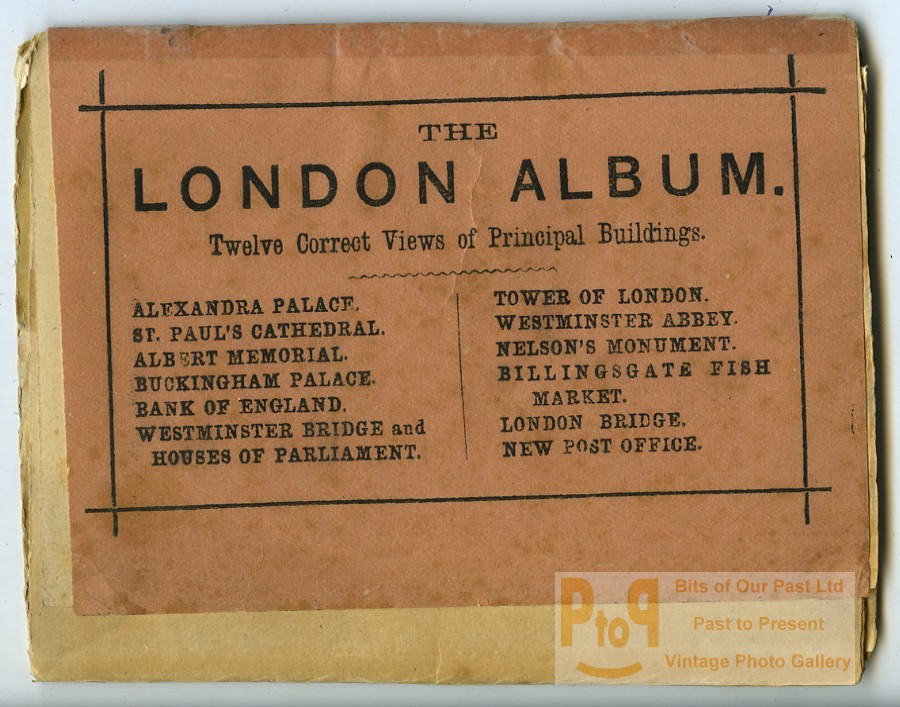 THE
LONDON ALBUM.
Twelve Correct Views of Principal Buildings.
ALEXANDRA PALACE.
ST. PAUL'S CATHEDRAL.
ALBERT MEMORIAL.
BUCKINGHAM PALACE.
BANK OF ENGLAND.
WESTMINSTER BRIDGE and
HOUSES OF PARLIAMENT.
TOWER OF LONDON.
WESTMINSTER ABBEY.
NELSON'S MONUMENT.
BILLINGSGATE FISH
MARKET.
LONDON BRIDGE.
NEW POST OFFICE.
PtoP
Bits of Our Past Ltd
Past to Present
Vintage Photo Gallery